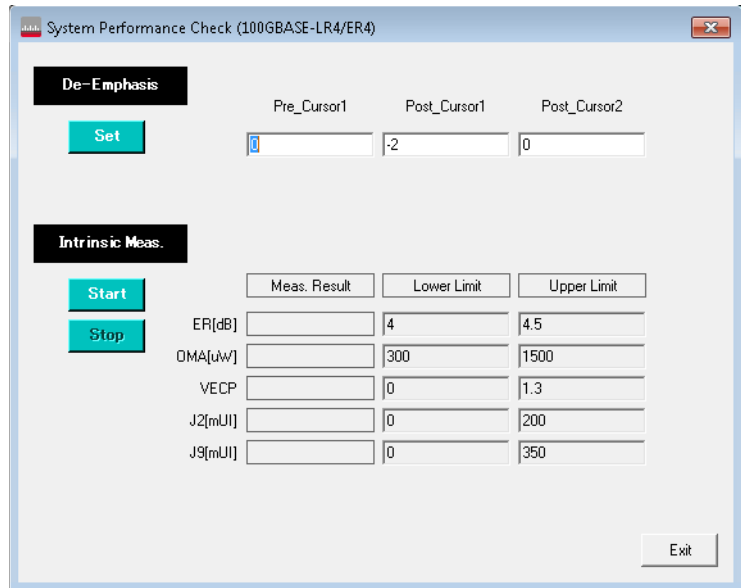 System Performance Check (100GBASE-LR4/ER4)
De-Emphasis
Pre_Cursor1 Post_Cursor1 Post_Cursor2
Set
0 -2 0
Intrinsic Meas.
Start
Meas. Result Lower Limit Upper Limit
Stop
ER[dB] 4 4.5
OMA[uW] 300 1500
VECP 0 1.3
J2[mUI] 0 200
J9[mUI] 0 350
Exit